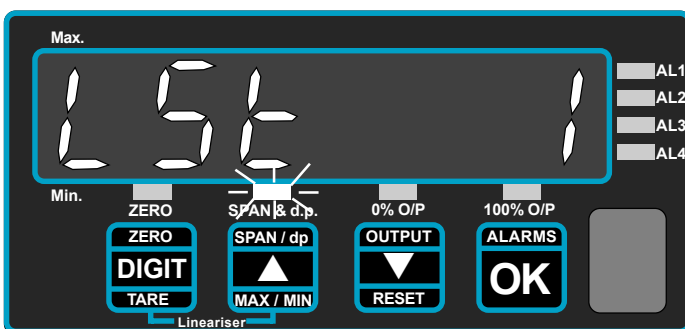 Max.
LSt 1
AL1
AL2
AL3
AL4
Min.
ZERO SPAN & d.p. 0% O/P 100% O/P
ZERO SPAN / dp OUTPUT ALARMS
DIGIT OK
TARE MAX / MIN RESET
Lineariser